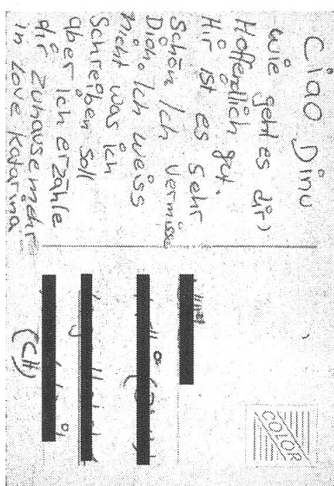 Ciao Dinu
wie geht es dir?
Hoffendlich gut.
Hir ist es sehr
Schön. Ich vermisse
Dich. Ich weiss
nicht was ich
Schreiben soll
aber ich erzähle
dir zuhause mehr
in Love Katarina
(CH)
COLOR